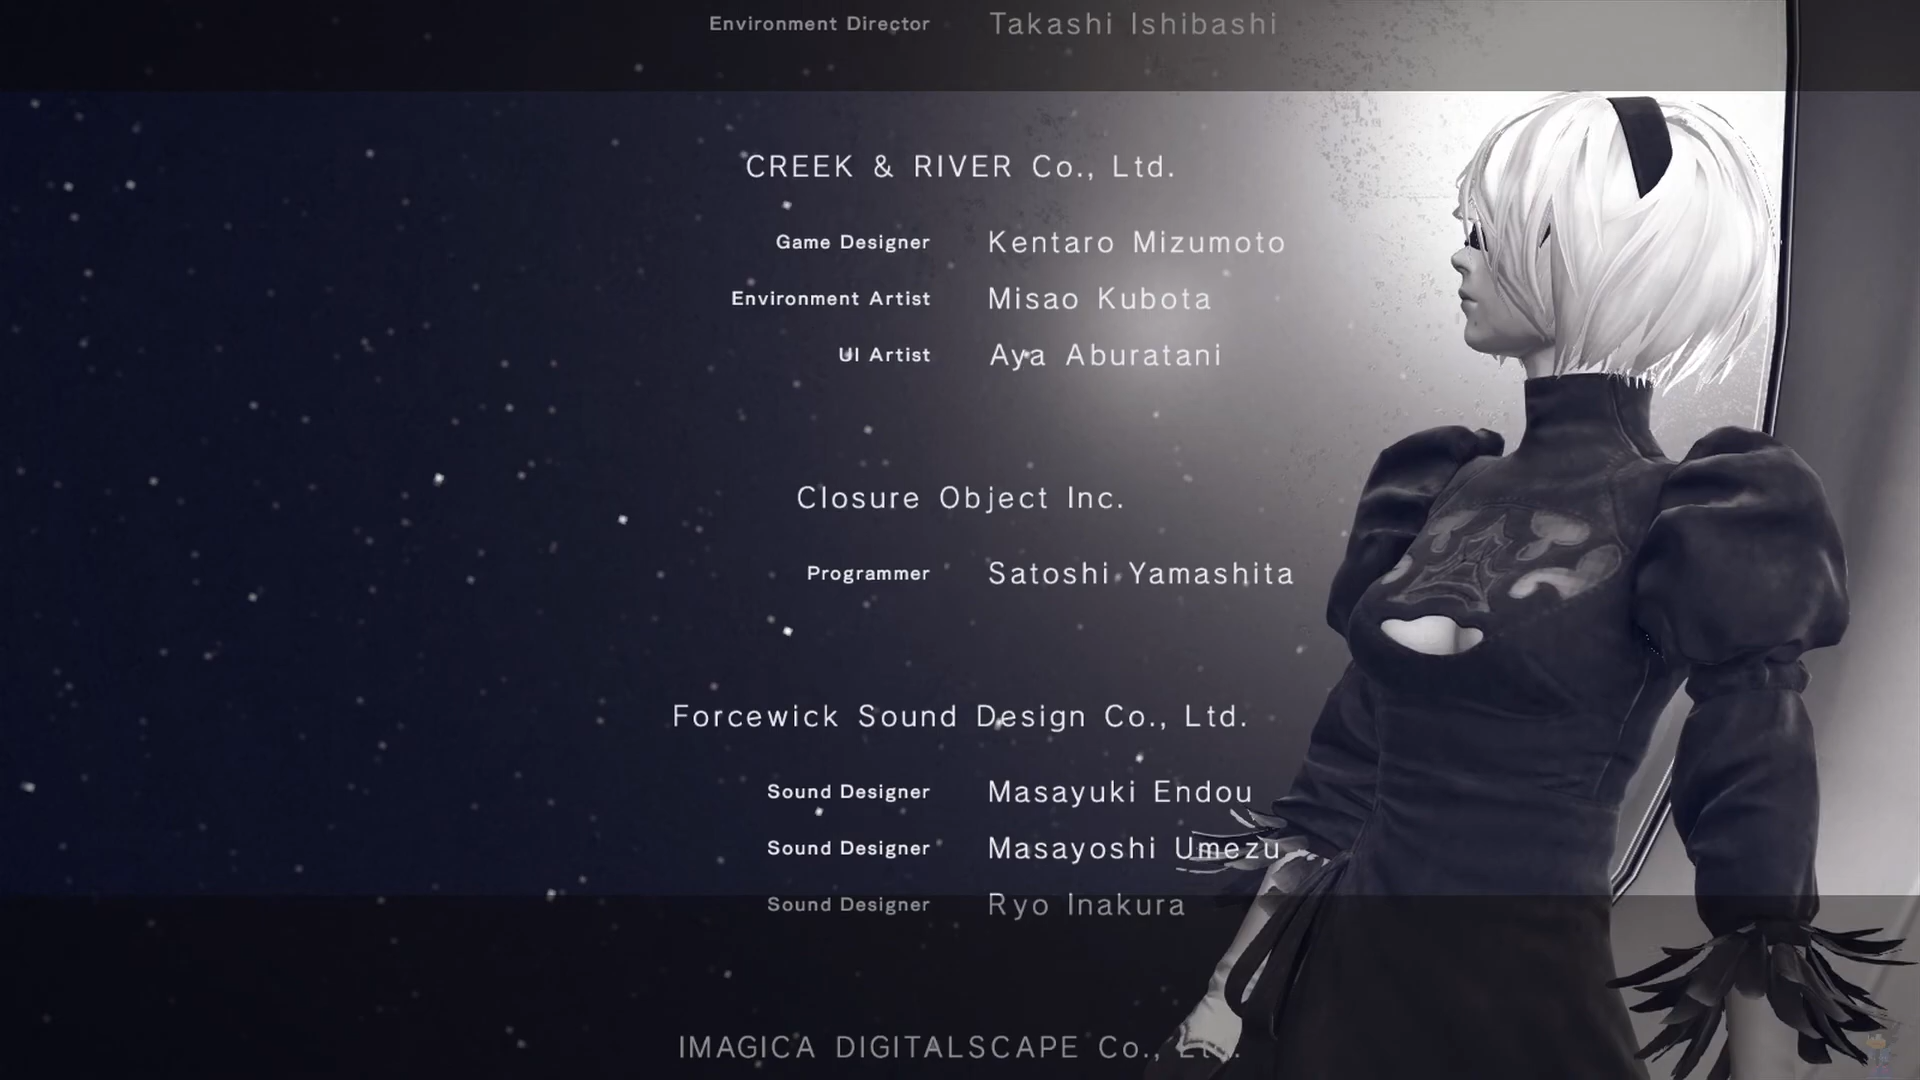 Environment Director Takashi Ishibashi
CREEK & RIVER Co., Ltd.
Game Designer Kentaro Mizumoto
Environment Artist Misao Kubota
UI Artist Aya Aburatani
Closure Object Inc.
Programmer Satoshi Yamashita
Forcewick Sound Design Co., Ltd.
Sound Designer Masayuki Endou
Sound Designer Masayoshi Umezu
Sound Designer Ryo Inakura
IMAGICA DIGITALSCAPE Co., Ltd.